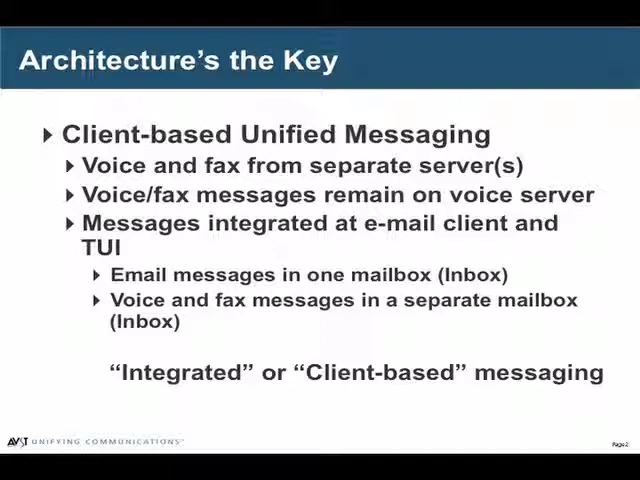 Architecture's the Key
Client-based Unified Messaging
Voice and fax from separate server(s)
Voice/fax messages remain on voice server
Messages integrated at e-mail client and
TUI
Email messages in one mailbox (Inbox)
Voice and fax messages in a separate mailbox
(Inbox)
“Integrated” or “Client-based” messaging
AVST UNIFYING COMMUNICATIONS™
Page 2